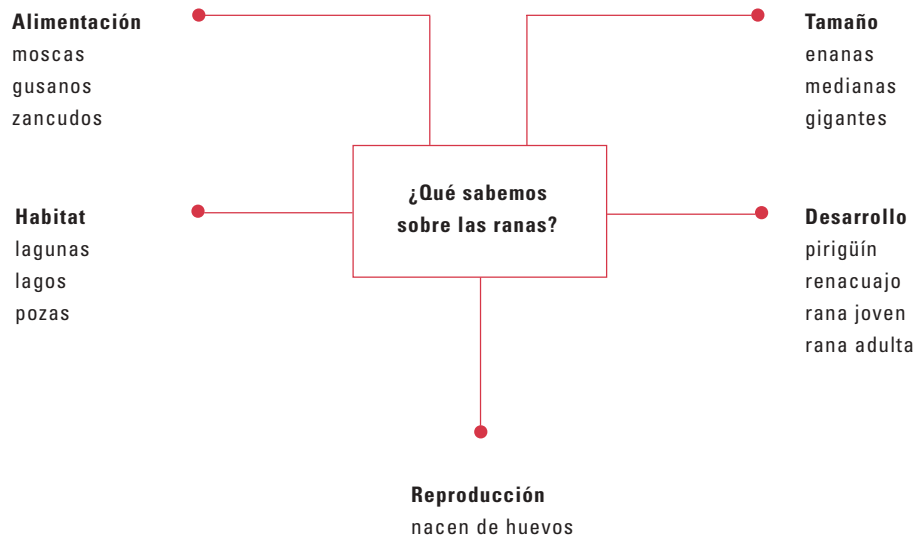 Alimentación
moscas
gusanos
zancudos
Tamaño
enanas
medianas
gigantes
¿Qué sabemos
sobre las ranas?
Habitat
lagunas
lagos
pozas
Desarrollo
pirigüín
renacuajo
rana joven
rana adulta
Reproducción
nacen de huevos